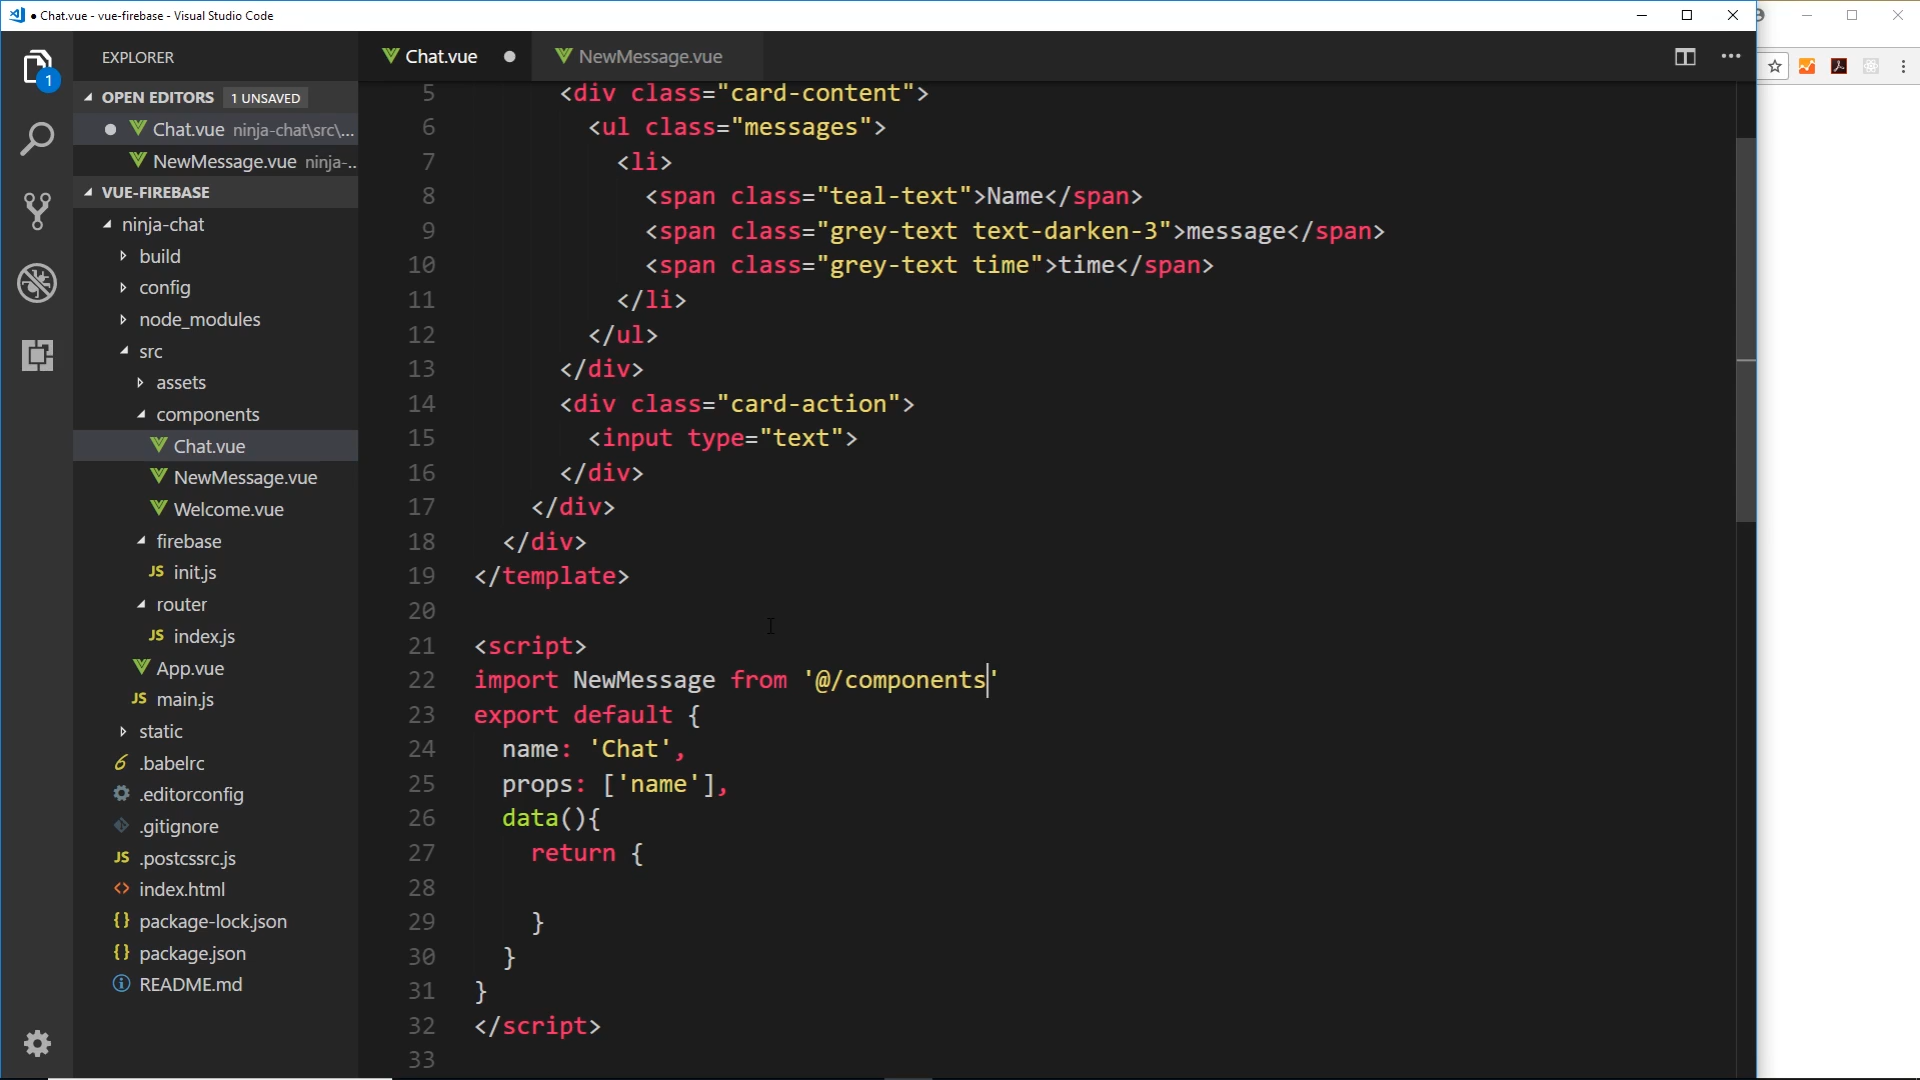 ● Chat.vue - vue-firebase - Visual Studio Code
EXPLORER
1
OPEN EDITORS 1 UNSAVED
Chat.vue ninja-chat\src\...
NewMessage.vue ninja-...
VUE-FIREBASE
ninja-chat
build
config
node_modules
src
assets
components
Chat.vue
NewMessage.vue
Welcome.vue
firebase
JS init.js
router
JS index.js
App.vue
JS main.js
static
.babelrc
.editorconfig
.gitignore
JS .postcssrc.js
<> index.html
{} package-lock.json
{} package.json
README.md
Chat.vue
NewMessage.vue
5 <div class="card-content">
6 <ul class="messages">
7 <li>
8 <span class="teal-text">Name</span>
9 <span class="grey-text text-darken-3">message</span>
10 <span class="grey-text time">time</span>
11 </li>
12 </ul>
13 </div>
14 <div class="card-action">
15 <input type="text">
16 </div>
17 </div>
18 </div>
19 </template>
20
21 <script>
22 import NewMessage from '@/components'
23 export default {
24 name: 'Chat',
25 props: ['name'],
26 data(){
27 return {
28
29 }
30 }
31 }
32 </script>
33